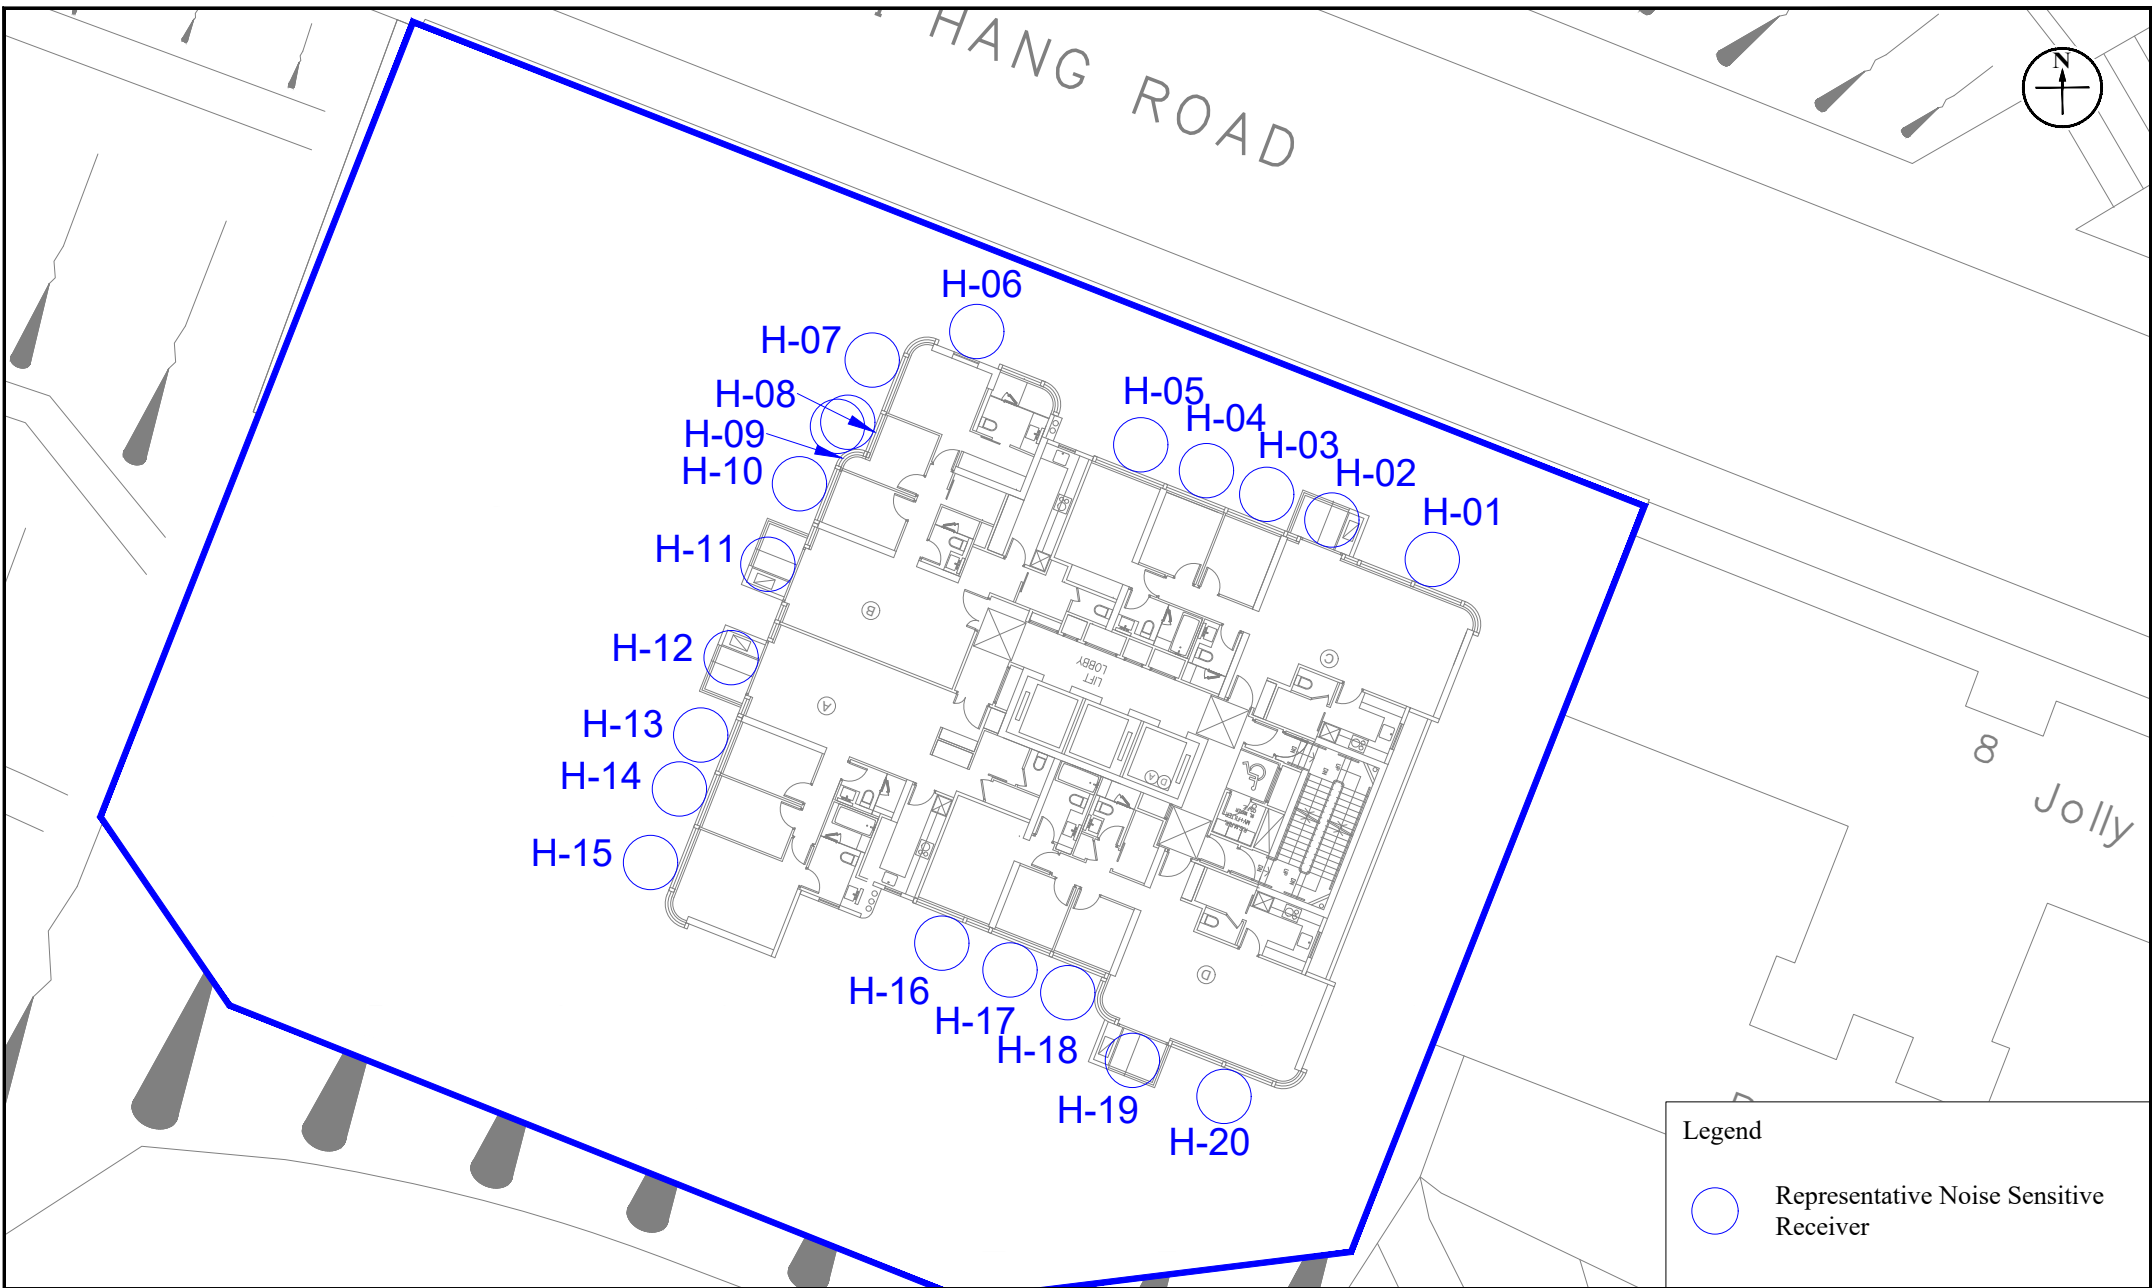 HANG ROAD
N
H-06
H-07
H-08
H-09
H-10
H-05
H-04
H-03
H-02
H-01
H-11
H-12
H-13
H-14
H-15
B
C
LIFT
LOBBY
A
D
H-16
H-17
H-18
H-19
H-20
8
Jolly
Legend
Representative Noise Sensitive
Receiver